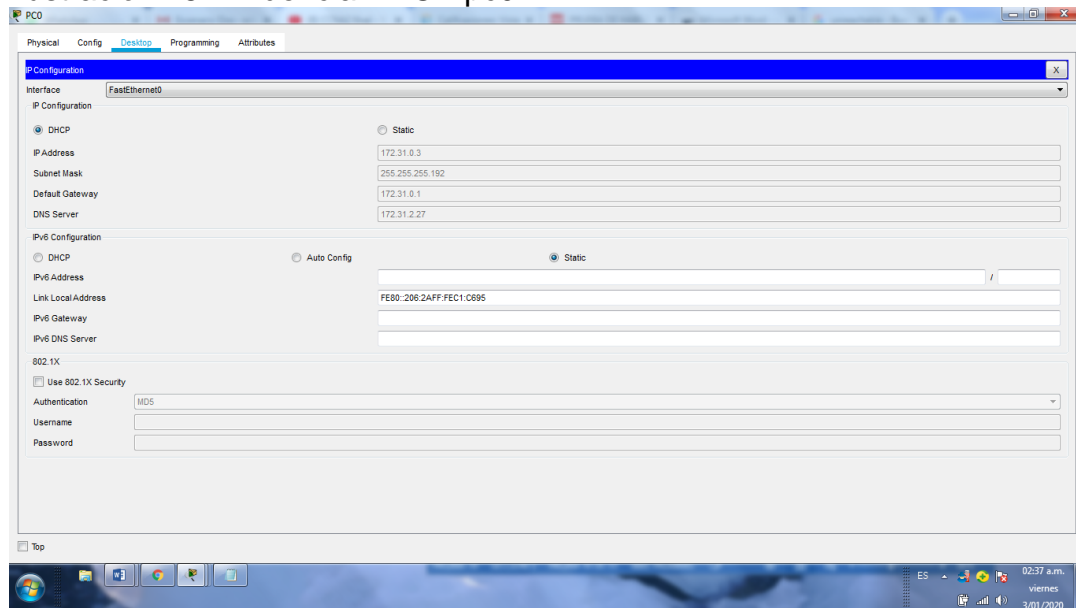 PC0
Physical Config Desktop Programming Attributes
IP Configuration X
Interface FastEthernet0
IP Configuration
DHCP Static
IP Address 172.31.0.3
Subnet Mask 255.255.255.192
Default Gateway 172.31.0.1
DNS Server 172.31.2.27
IPv6 Configuration
DHCP Auto Config Static
IPv6 Address /
Link Local Address FE80::206:2AFF:FEC1:C695
IPv6 Gateway
IPv6 DNS Server
802.1X
Use 802.1X Security
Authentication MD5
Username
Password
Top
ES 02:37 a.m.
viernes
3/01/2020